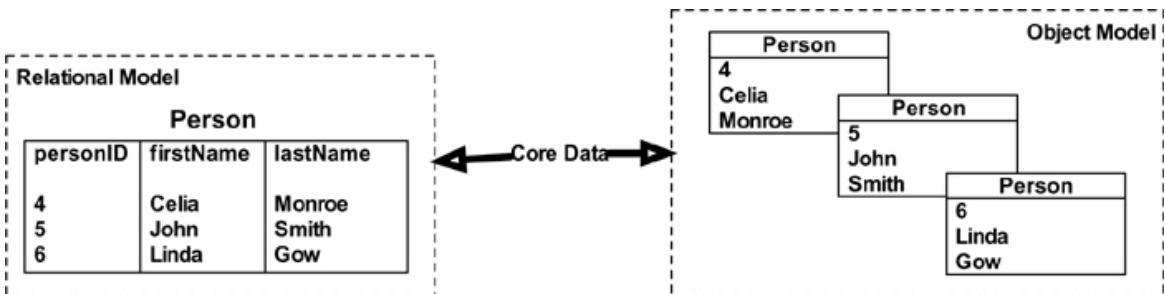 Relational Model
Person
personID firstName lastName
4 Celia Monroe
5 John Smith
6 Linda Gow
Core Data
Object Model
Person
4
Celia
Monroe
Person
5
John
Smith
Person
6
Linda
Gow